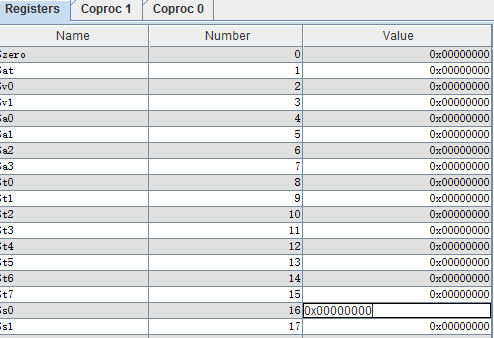 Registers Coproc 1 Coproc 0
Name Number Value
$zero 0 0x00000000
$at 1 0x00000000
$v0 2 0x00000000
$v1 3 0x00000000
$a0 4 0x00000000
$a1 5 0x00000000
$a2 6 0x00000000
$a3 7 0x00000000
$t0 8 0x00000000
$t1 9 0x00000000
$t2 10 0x00000000
$t3 11 0x00000000
$t4 12 0x00000000
$t5 13 0x00000000
$t6 14 0x00000000
$t7 15 0x00000000
$s0 16 0x00000000
$s1 17 0x00000000